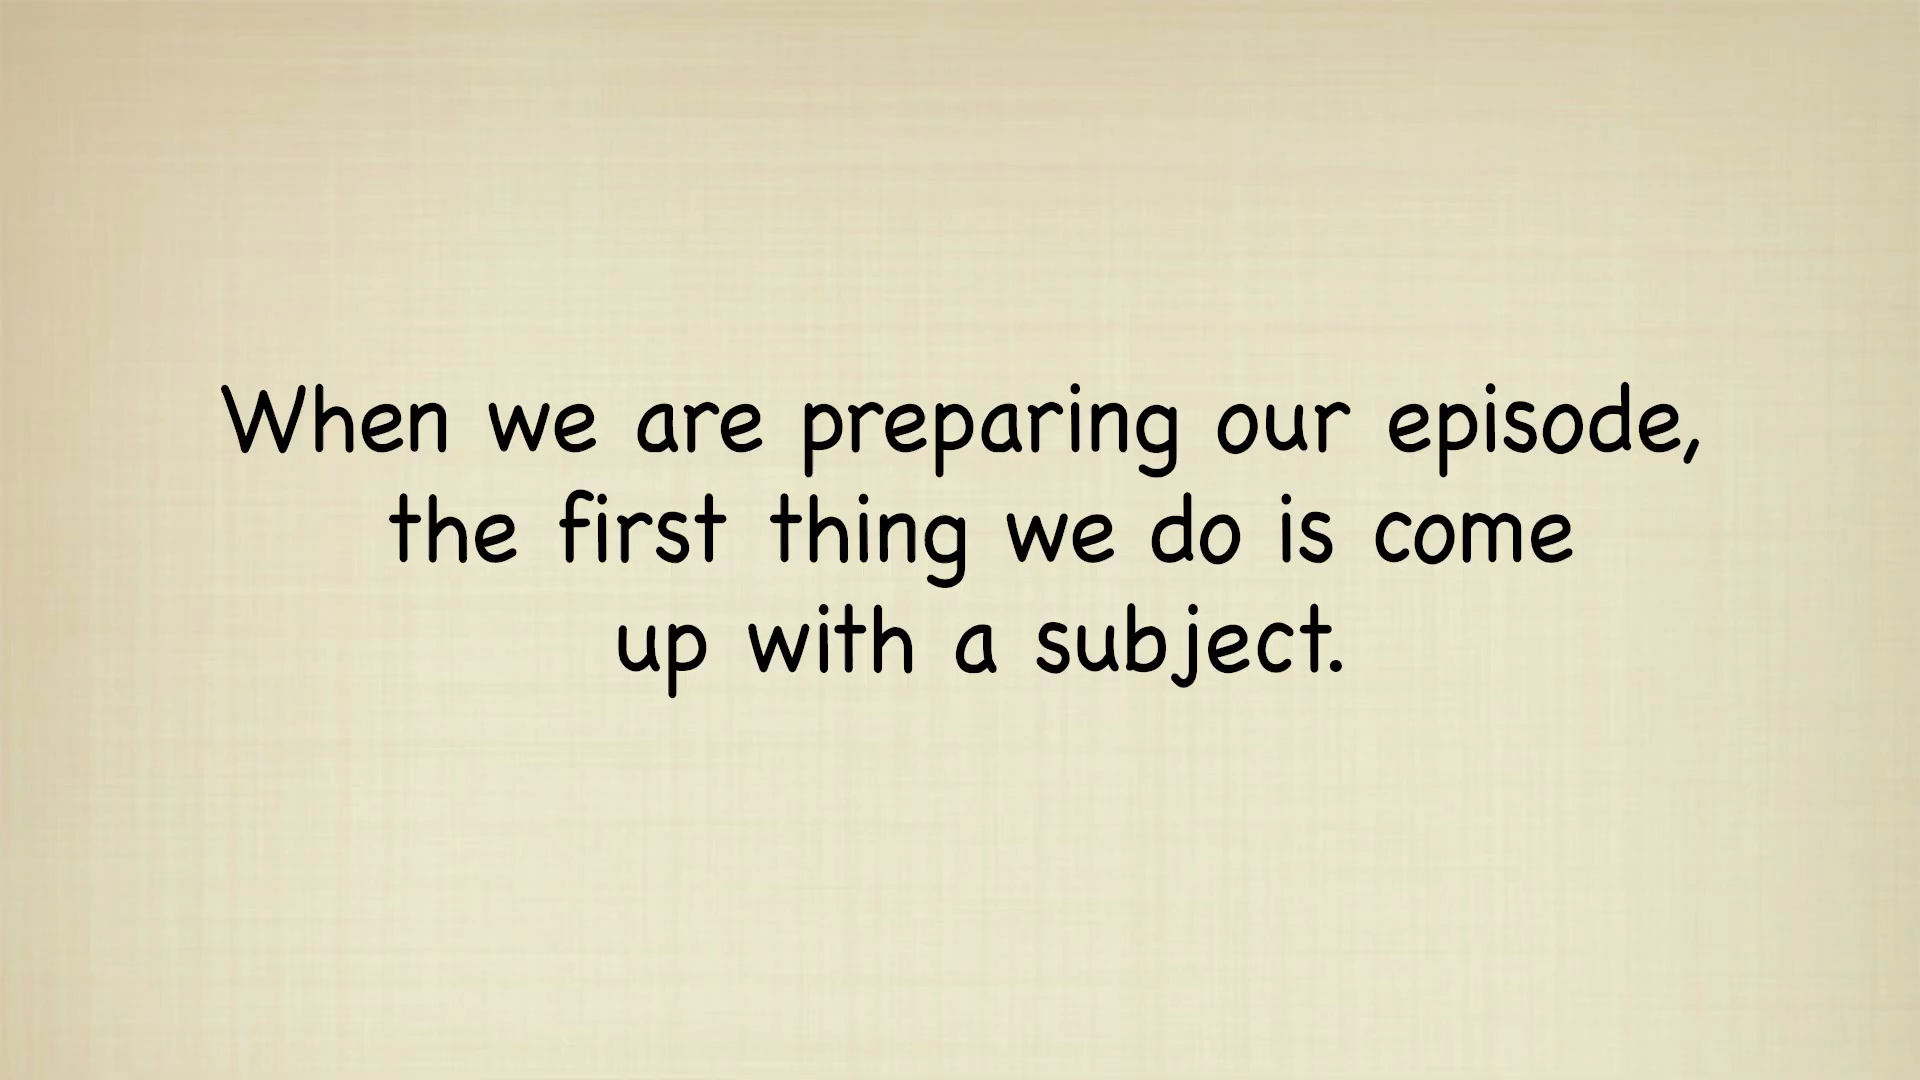 When we are preparing our episode,
the first thing we do is come
up with a subject.